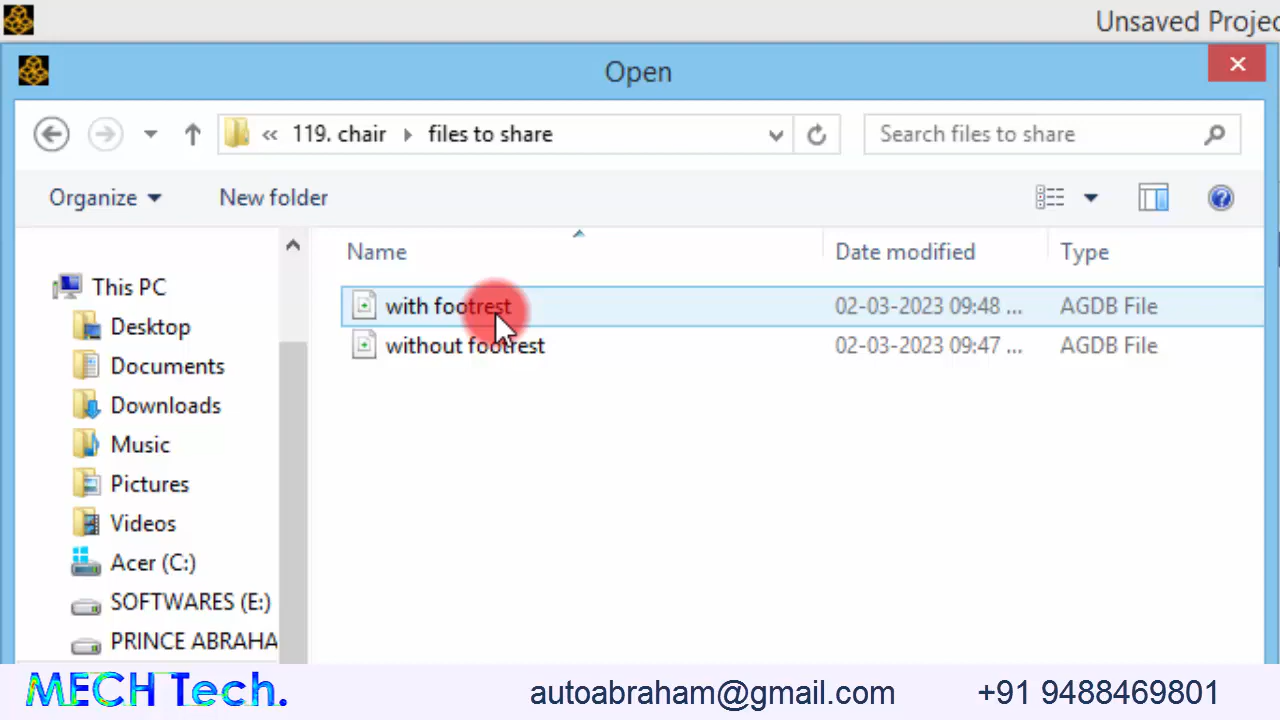 Unsaved Projec
Open
« 119. chair files to share
Search files to share
Organize New folder
Name Date modified Type
with footrest 02-03-2023 09:48 ... AGDB File
without footrest 02-03-2023 09:47 ... AGDB File
This PC
Desktop
Documents
Downloads
Music
Pictures
Videos
Acer (C:)
SOFTWARES (E:)
PRINCE ABRAHA
MECH Tech. autoabraham@gmail.com +91 9488469801